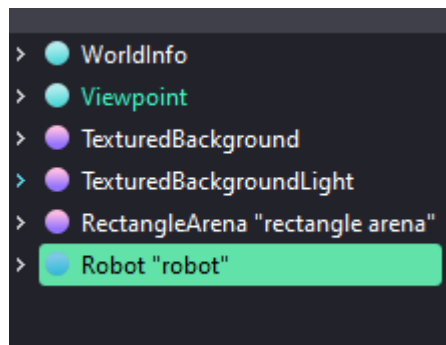 WorldInfo
Viewpoint
TexturedBackground
TexturedBackgroundLight
RectangleArena "rectangle arena"
Robot "robot"